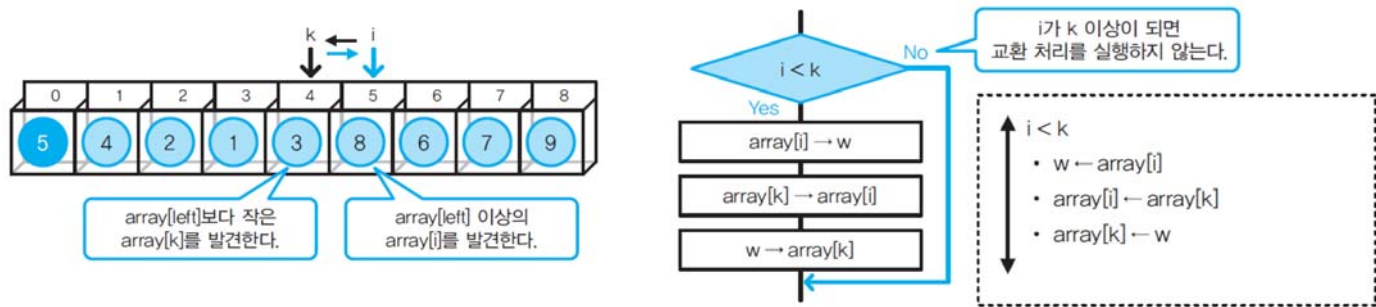 k i
0 1 2 3 4 5 6 7 8
5 4 2 1 3 8 6 7 9
array[left]보다 작은
array[k]를 발견한다.
array[left] 이상의
array[i]를 발견한다.
i < k
No
Yes
i가 k 이상이 되면
교환 처리를 실행하지 않는다.
array[i] → w
array[k] → array[i]
w → array[k]
i < k
• w ← array[i]
• array[i] ← array[k]
• array[k] ← w